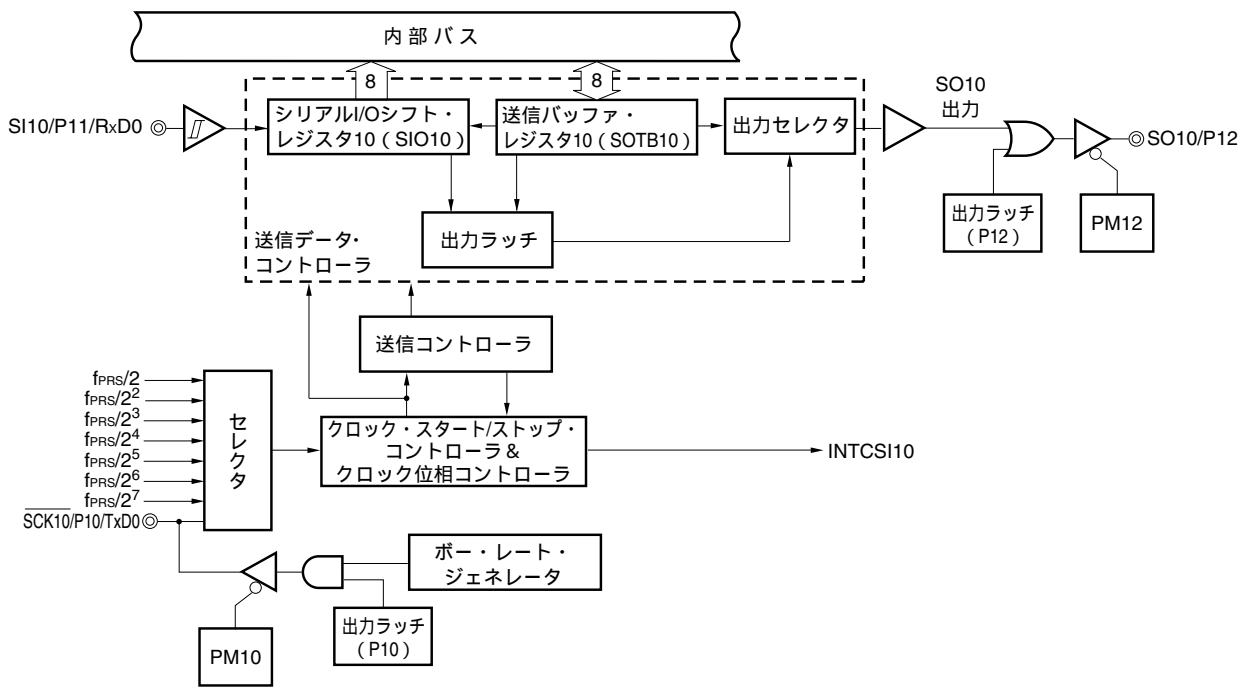 内部バス
8
8
SI10/P11/RxD0
シリアルI/Oシフト・
レジスタ10（SIO10）
送信バッファ・
レジスタ10（SOTB10）
出力セレクタ
SO10
出力
SO10/P12
出力ラッチ
（P12）
PM12
出力ラッチ
送信データ・
コントローラ
送信コントローラ
fPRS/2
fPRS/2²
fPRS/2³
fPRS/2⁴
fPRS/2⁵
fPRS/2⁶
fPRS/2⁷
SCK10/P10/TxD0
セレクタ
クロック・スタート/ストップ・
コントローラ＆
クロック位相コントローラ
INTCSI10
ボー・レート・
ジェネレータ
出力ラッチ
（P10）
PM10